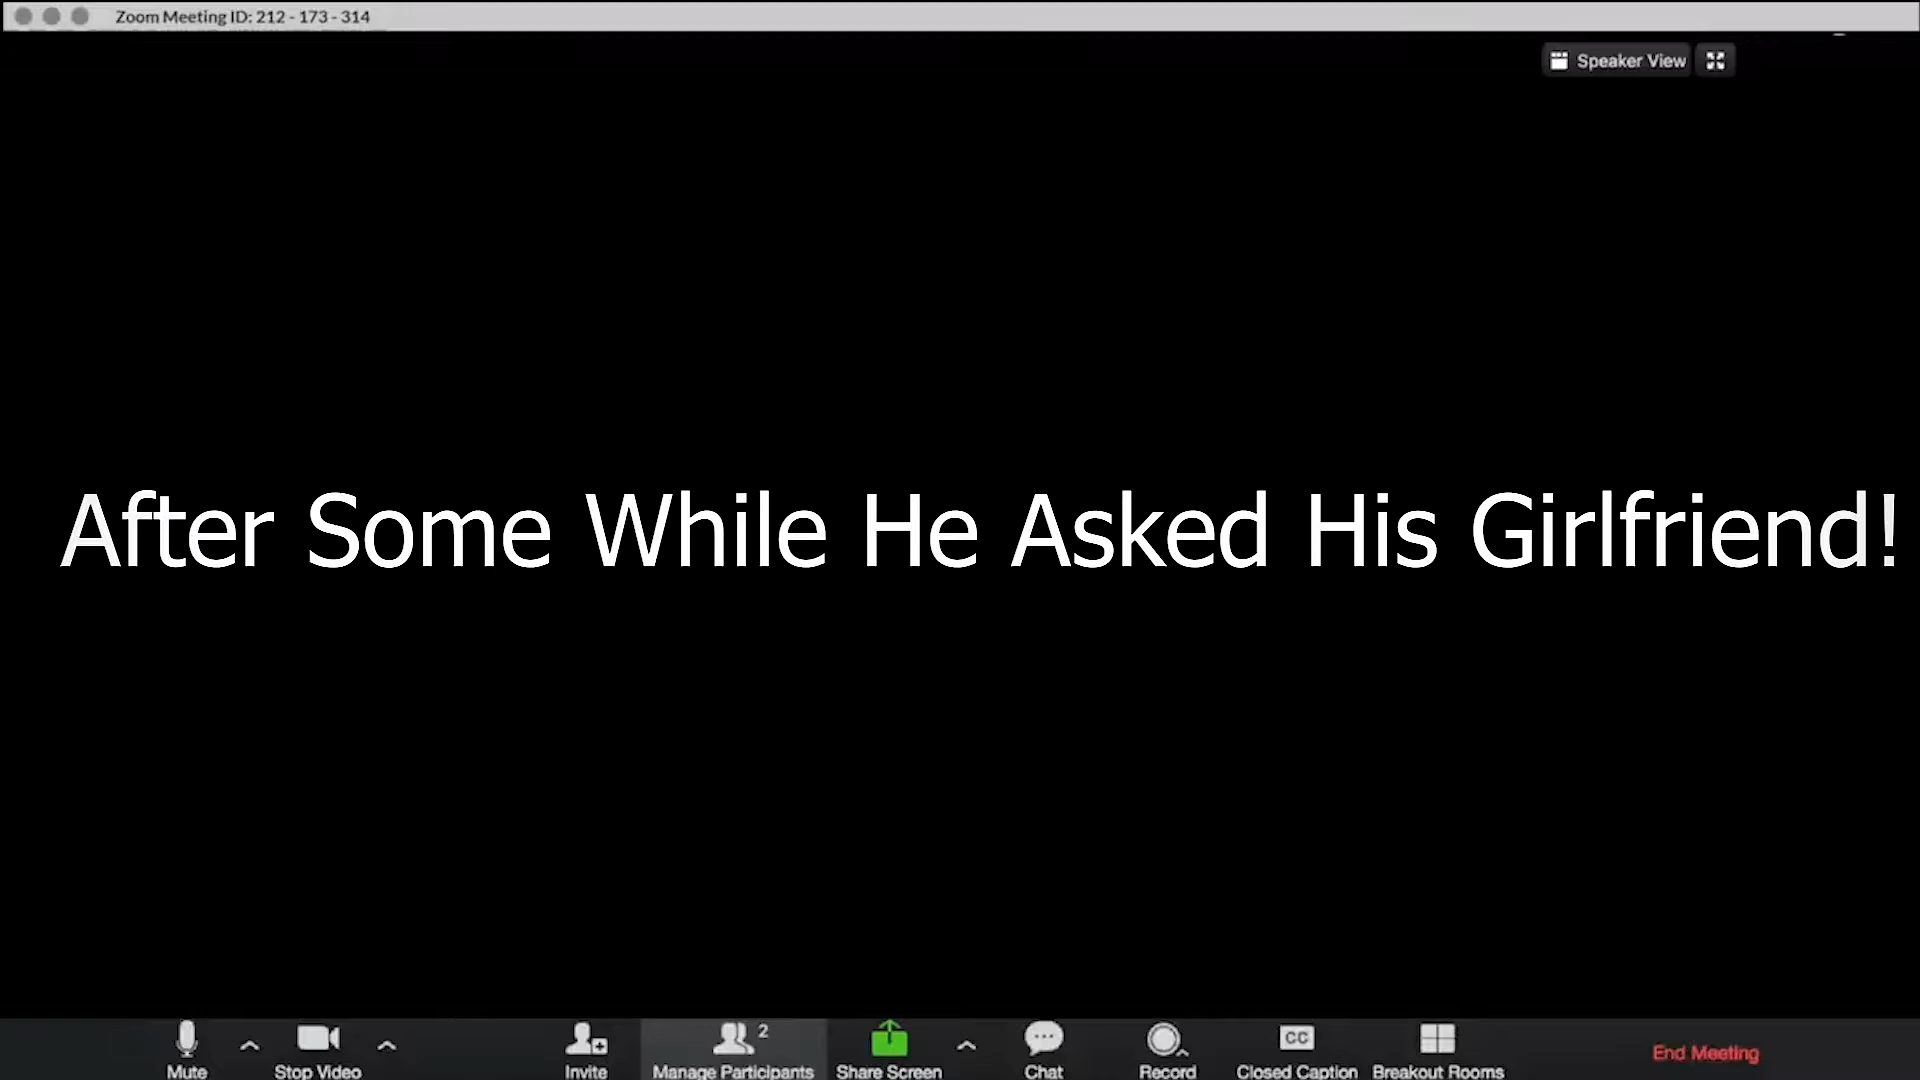 Zoom Meeting ID: 212 - 173 - 314
Speaker View
After Some While He Asked His Girlfriend!
2
CC
Mute
Stop Video
Invite
Manage Participants
Share Screen
Chat
Record
Closed Caption
Breakout Rooms
End Meeting